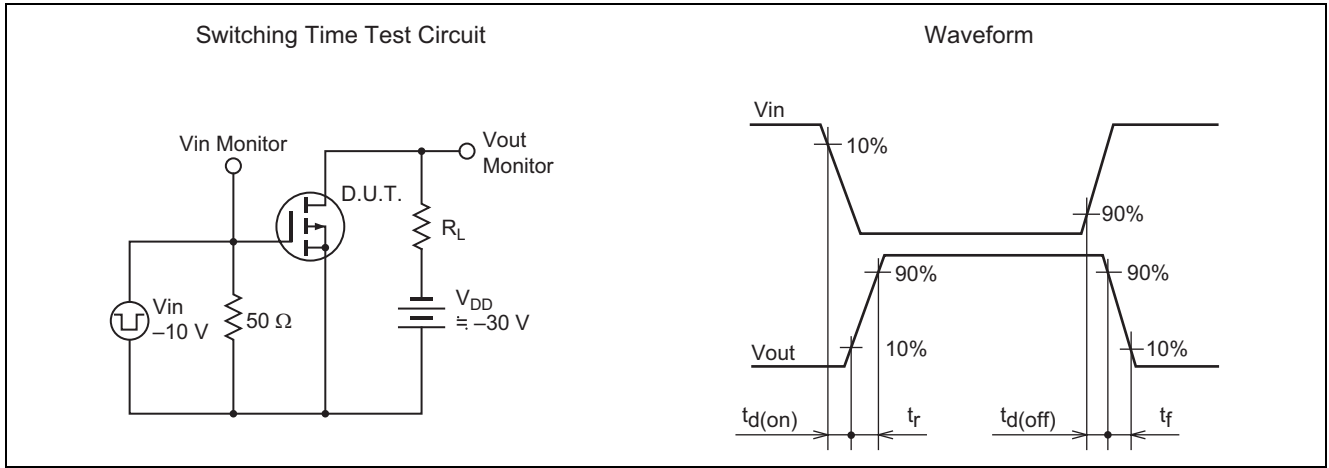 Switching Time Test Circuit
Vin Monitor
Vout
Monitor
D.U.T.
RL
Vin
–10 V
50 Ω
VDD
≒ –30 V
Waveform
Vin
10%
90%
90%
90%
Vout
10%
10%
td(on)
tr
td(off)
tf